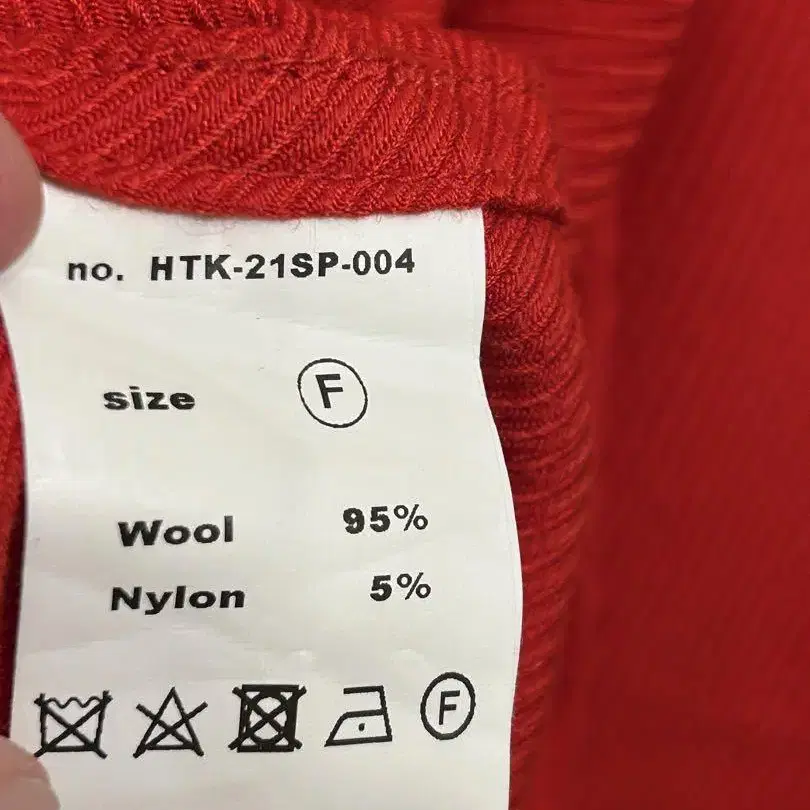 no. HTK-21SP-004
size F
Wool 95%
Nylon 5%
F